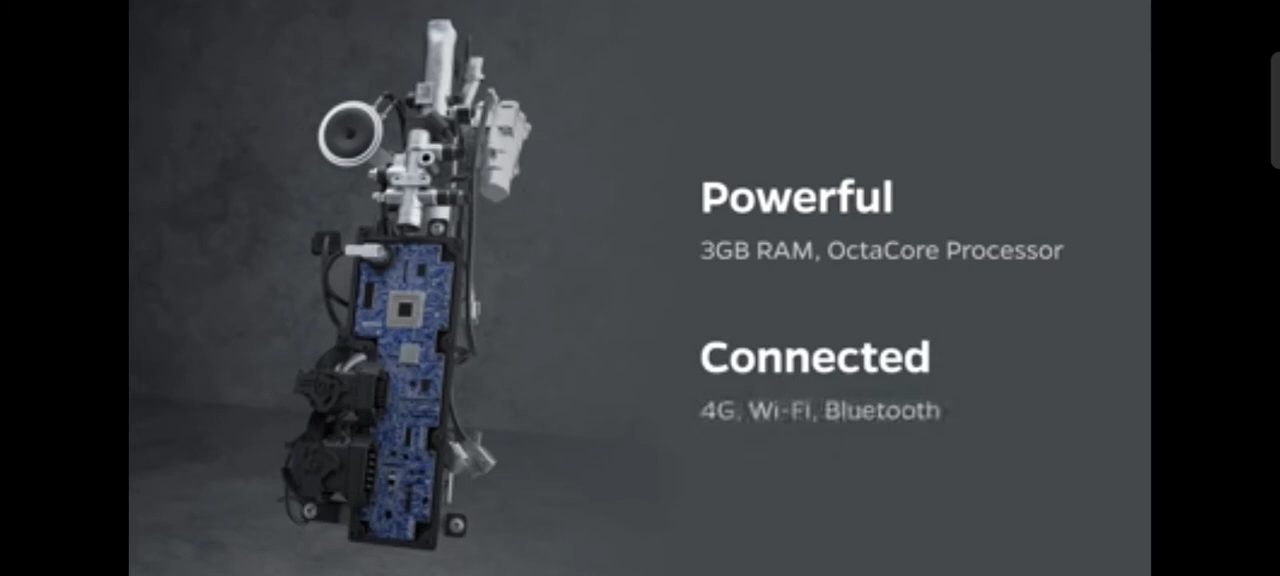 Powerful
3GB RAM, OctaCore Processor
Connected
4G, Wi-Fi, Bluetooth